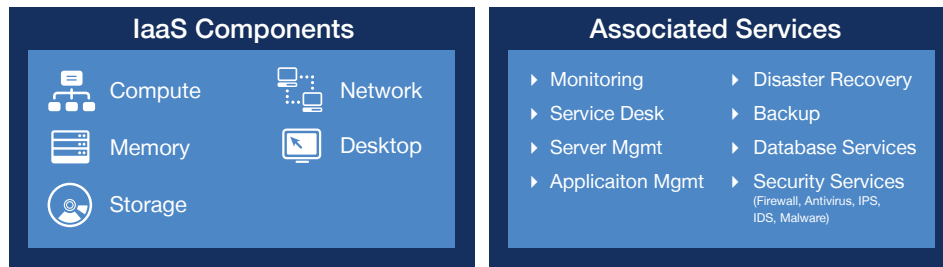 IaaS Components
Compute
Memory
Storage
Network
Desktop
Associated Services
Monitoring
Service Desk
Server Mgmt
Applicaiton Mgmt
Disaster Recovery
Backup
Database Services
Security Services
(Firewall, Antivirus, IPS,
IDS, Malware)